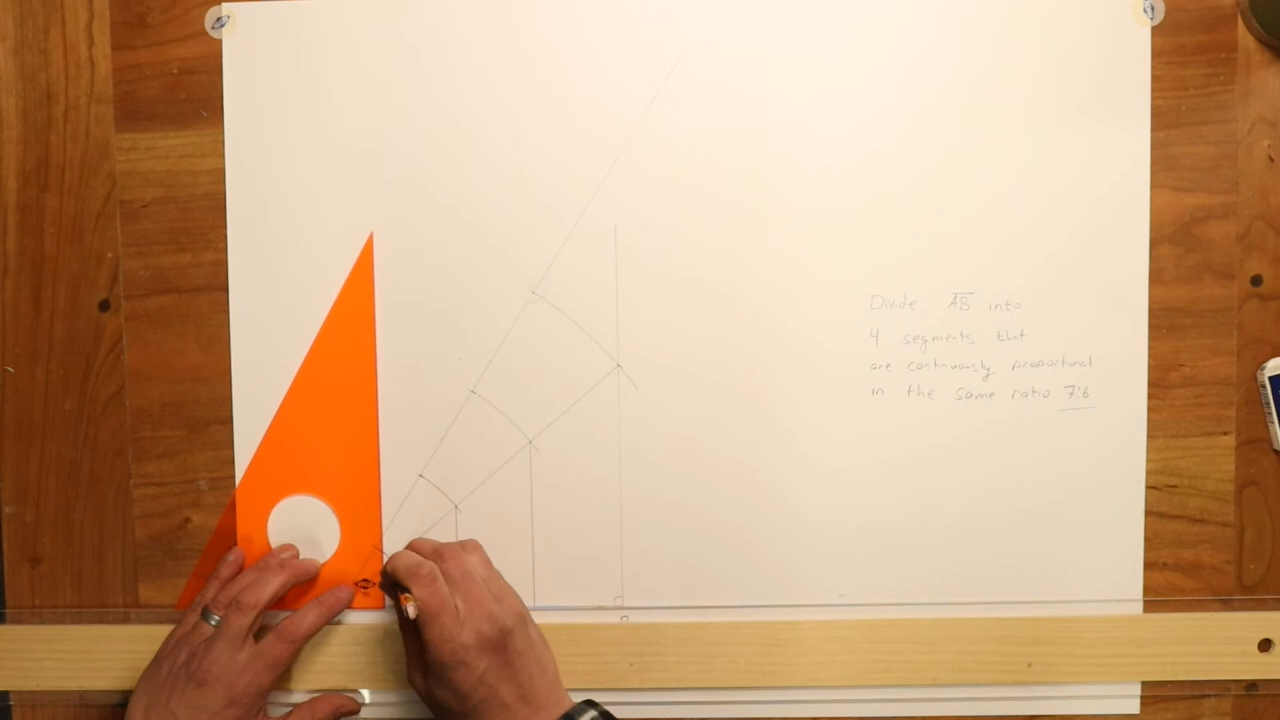 Divide AB into
4 segments that
are continuously proportional
in the same ratio 7:6